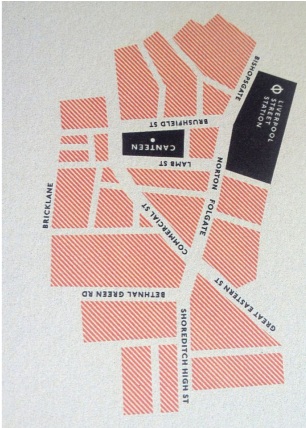 BISHOPSGATE
LIVERPOOL
STREET
STATION
BRUSHFIELD ST
CANTEEN
LAMB ST
NORTON FOLGATE
BRICKLANE
COMMERCIAL ST
BETHNAL GREEN RD
GREAT EASTERN ST
SHOREDITCH HIGH ST